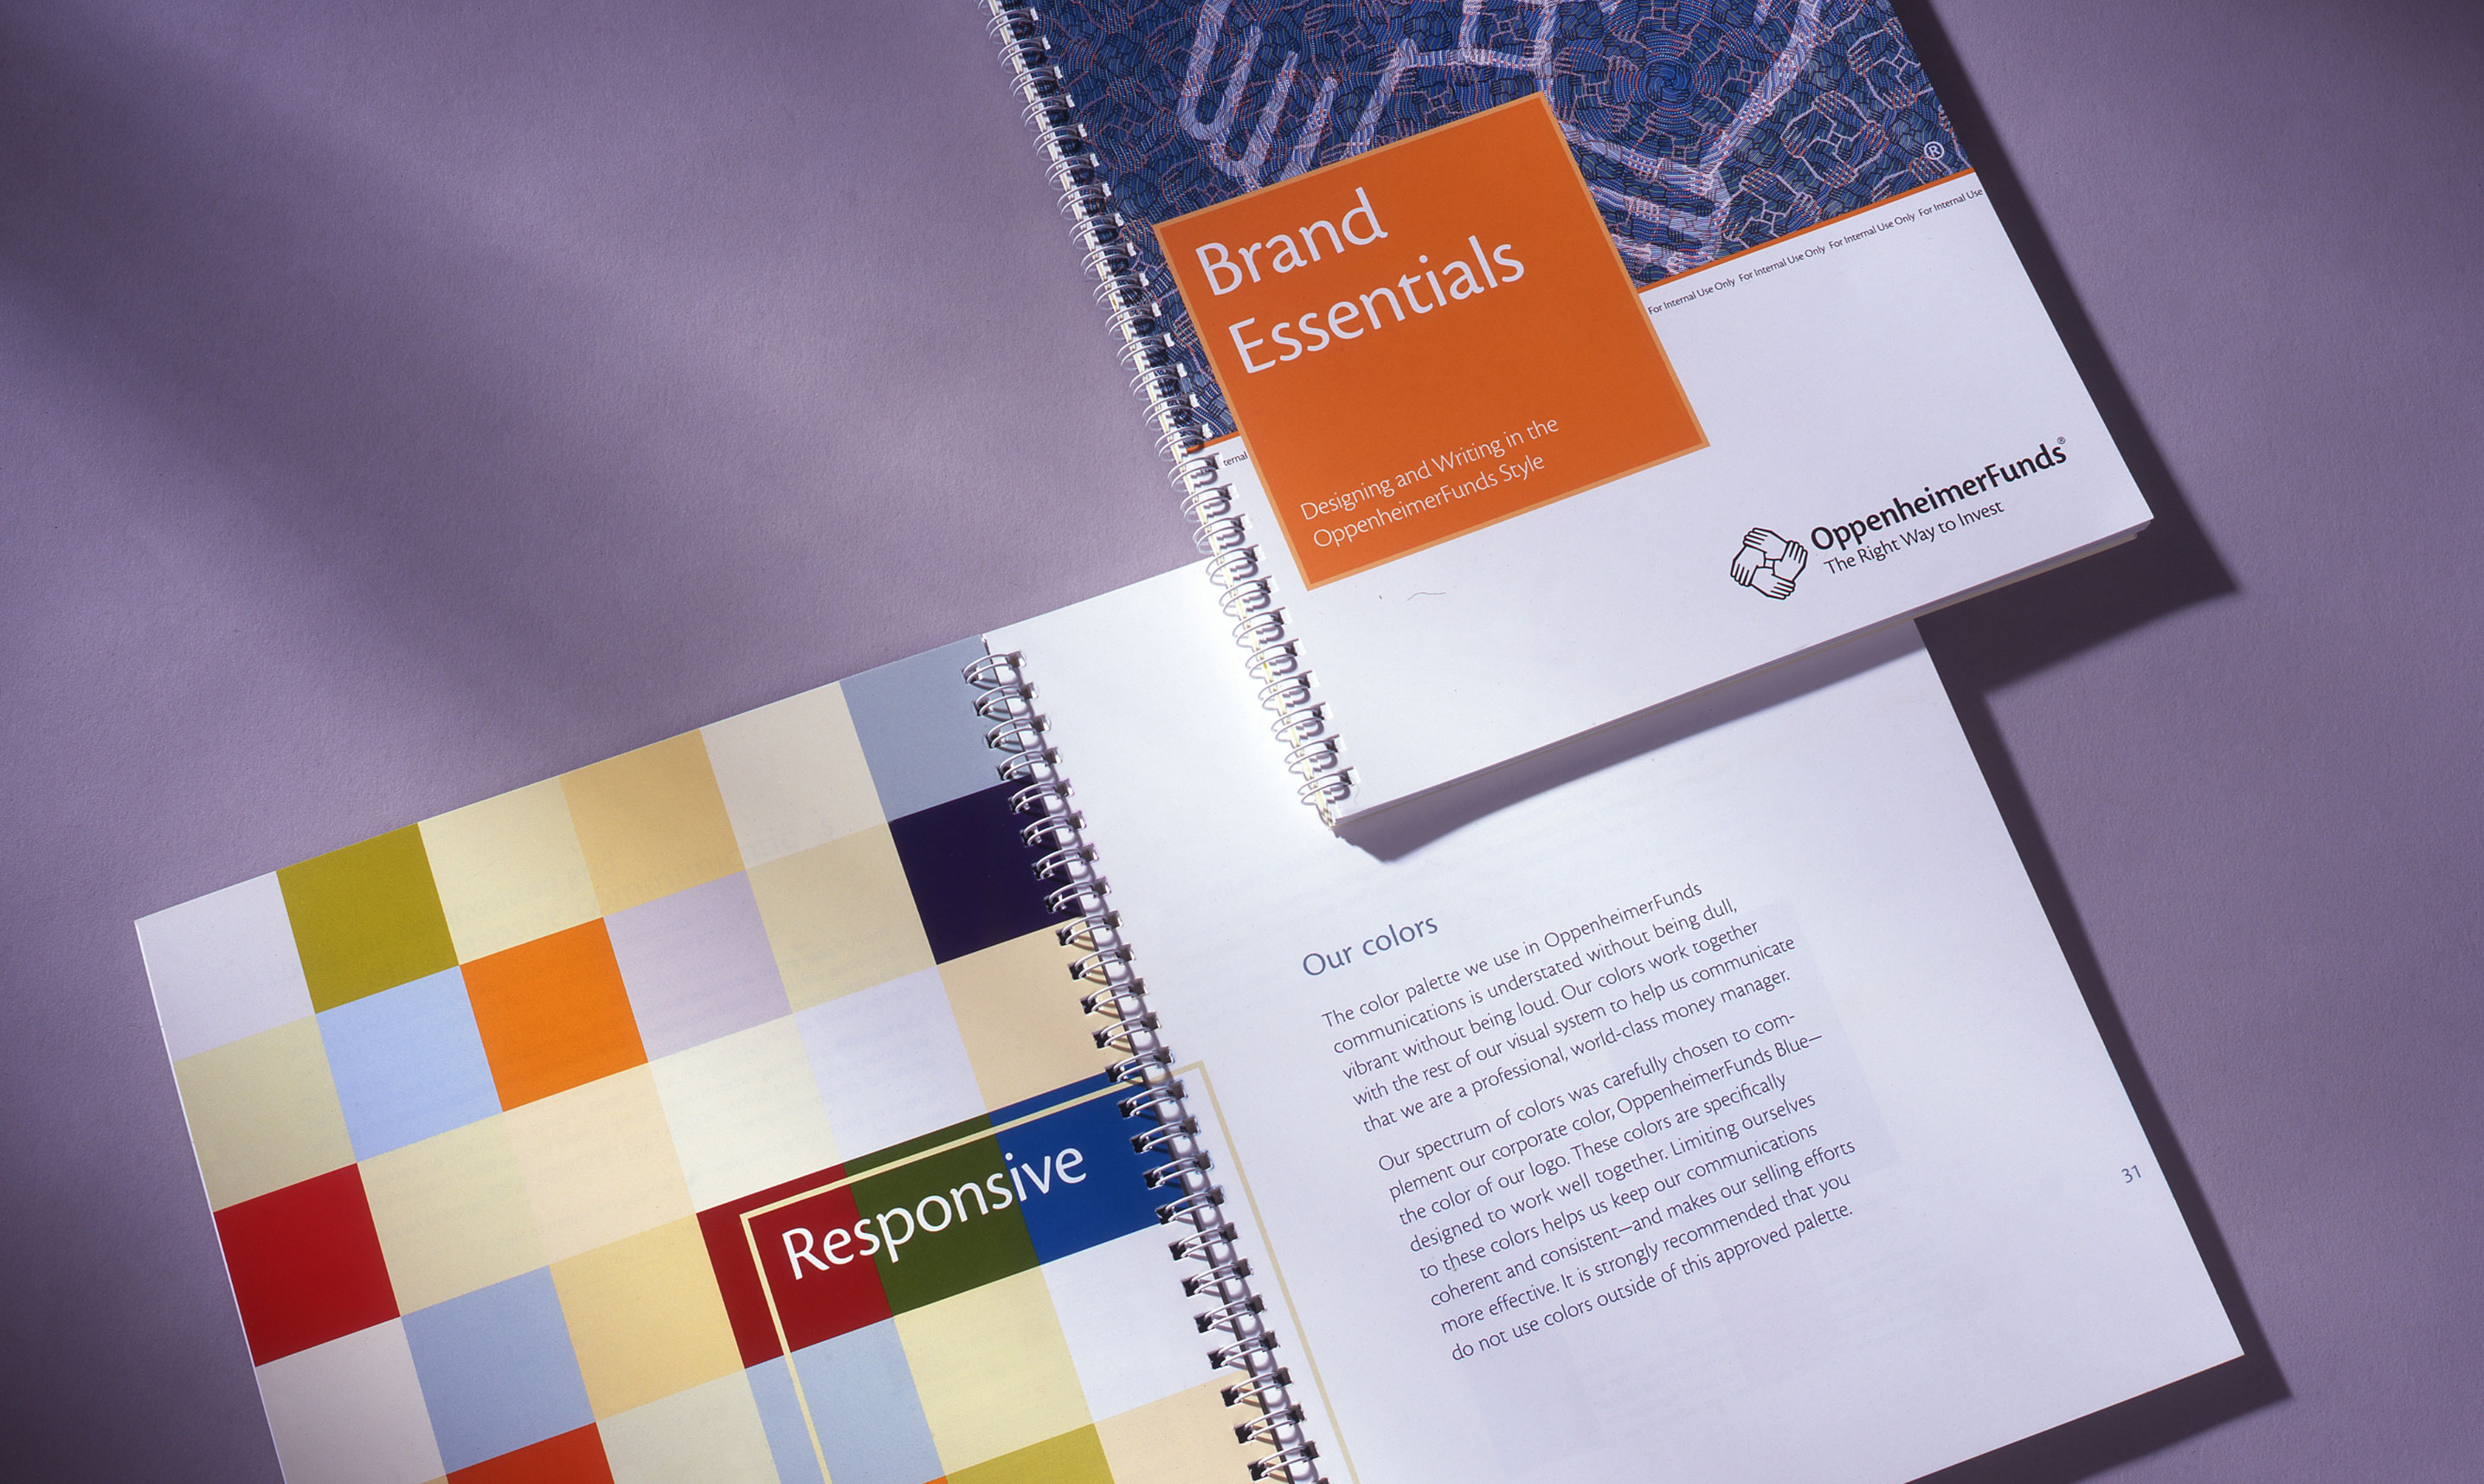 ®
For Internal Use Only For Internal Use Only For Internal Use Only For Internal Use
Brand
Essentials
Designing and Writing in the
OppenheimerFunds Style
ternal
OppenheimerFunds®
The Right Way to Invest
Responsive
Our colors
The color palette we use in OppenheimerFunds
communications is understated without being dull,
vibrant without being loud. Our colors work together
with the rest of our visual system to help us communicate
that we are a professional, world-class money manager.
Our spectrum of colors was carefully chosen to com-
plement our corporate color, OppenheimerFunds Blue—
the color of our logo. These colors are specifically
designed to work well together. Limiting ourselves
to these colors helps us keep our communications
coherent and consistent—and makes our selling efforts
more effective. It is strongly recommended that you
do not use colors outside of this approved palette.
31